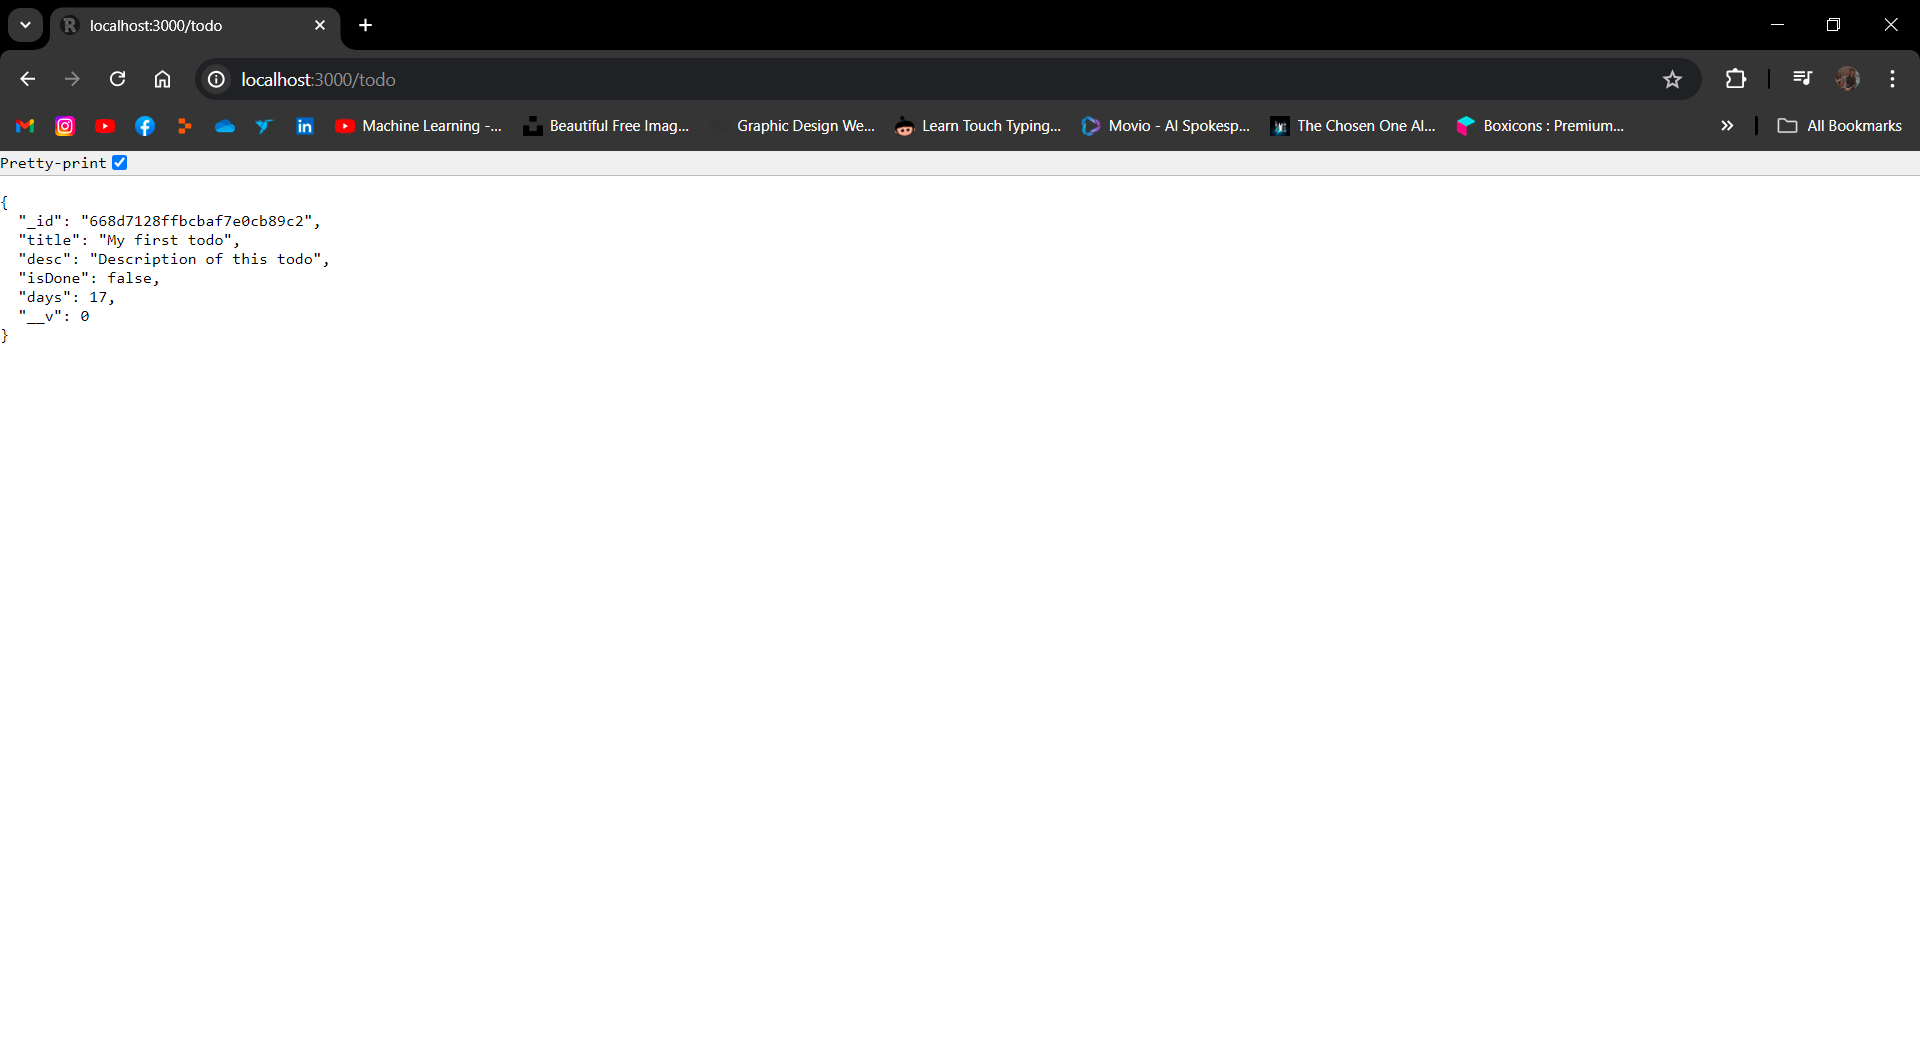 localhost:3000/todo
localhost:3000/todo
Machine Learning -...
Beautiful Free Imag...
Graphic Design We...
Learn Touch Typing...
Movio - AI Spokesp...
The Chosen One AI...
Boxicons : Premium...
All Bookmarks
Pretty-print
{
  "_id": "668d7128ffbcbaf7e0cb89c2",
  "title": "My first todo",
  "desc": "Description of this todo",
  "isDone": false,
  "days": 17,
  "__v": 0
}